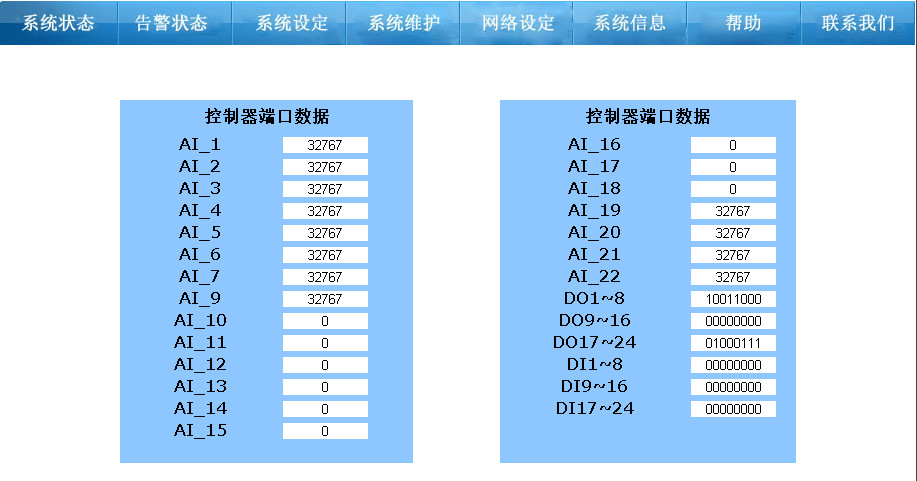 系统状态 告警状态 系统设定 系统维护 网络设定 系统信息 帮助 联系我们
控制器端口数据
AI_1 32767
AI_2 32767
AI_3 32767
AI_4 32767
AI_5 32767
AI_6 32767
AI_7 32767
AI_9 32767
AI_10 0
AI_11 0
AI_12 0
AI_13 0
AI_14 0
AI_15 0
控制器端口数据
AI_16 0
AI_17 0
AI_18 0
AI_19 32767
AI_20 32767
AI_21 32767
AI_22 32767
DO1~8 10011000
DO9~16 00000000
DO17~24 01000111
DI1~8 00000000
DI9~16 00000000
DI17~24 00000000